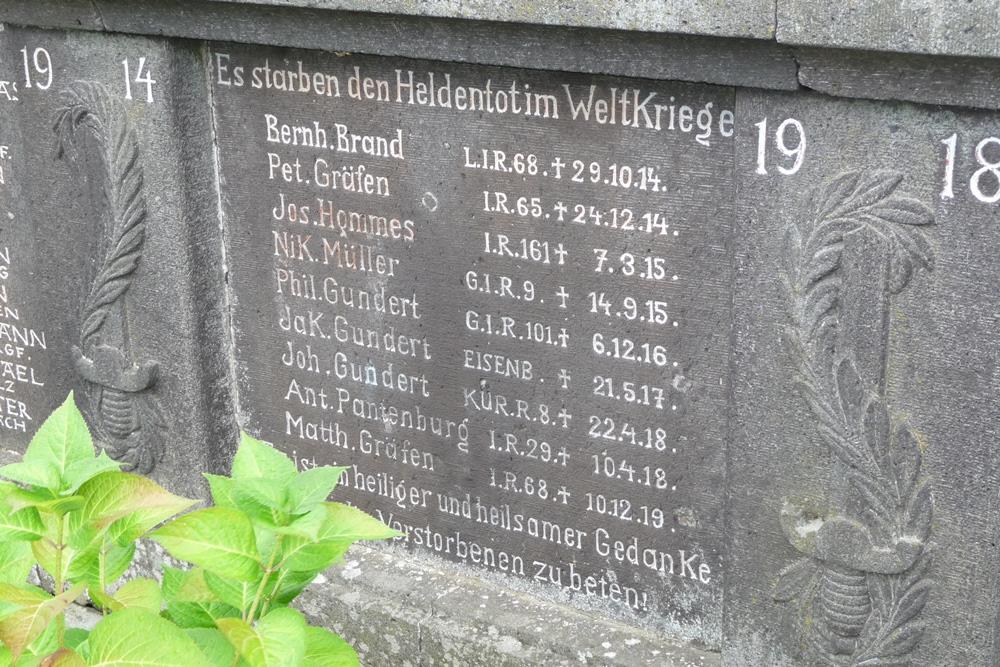 19 14
Es starben den Heldentot im WeltKriege
Bernh. Brand L.I.R.68. + 29.10.14.
Pet. Gräfen I.R.65. + 24.12.14.
Jos. Hommes I.R.161 + 7.3.15.
NiK. Müller G.I.R.9. + 14.9.15.
Phil. Gundert G.I.R.101. + 6.12.16.
JaK. Gundert EISENB. + 21.5.17.
Joh. Gundert KÜR.R.8. + 22.4.18.
Ant. Pantenburg I.R.29. + 10.4.18.
Matth. Gräfen I.R.68. + 10.12.19.
ist ein heiliger und heilsamer GedanKe
Verstorbenen zu beten!
19 18